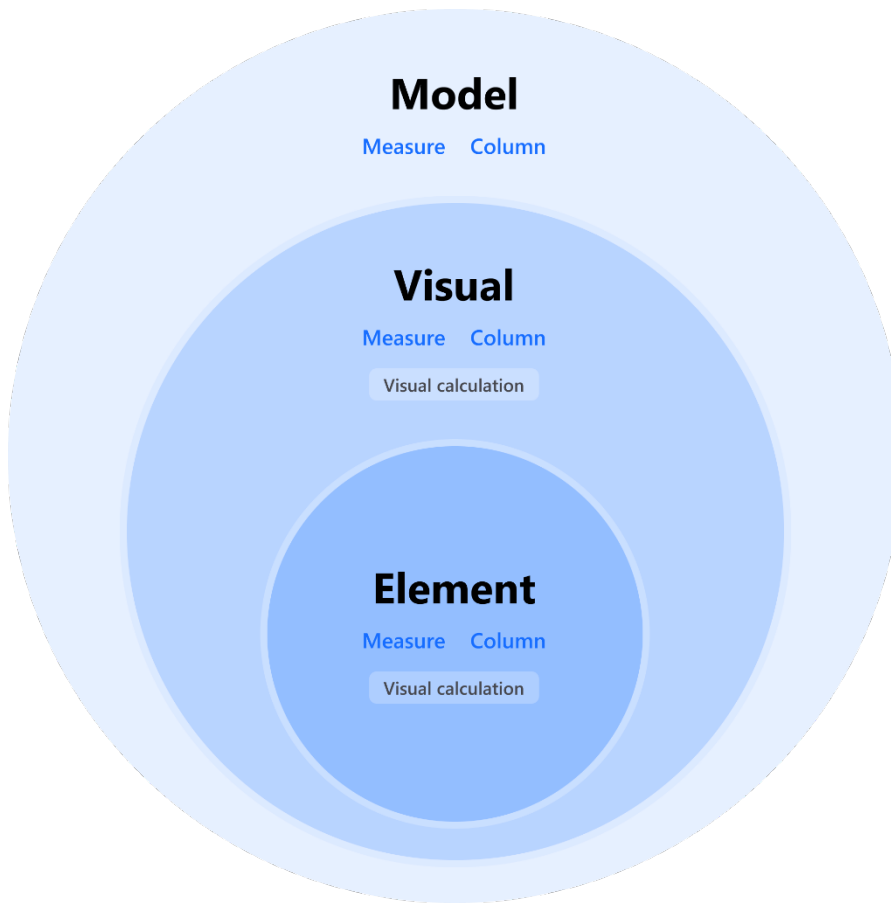 Model
Measure Column
Visual
Measure Column
Visual calculation
Element
Measure Column
Visual calculation